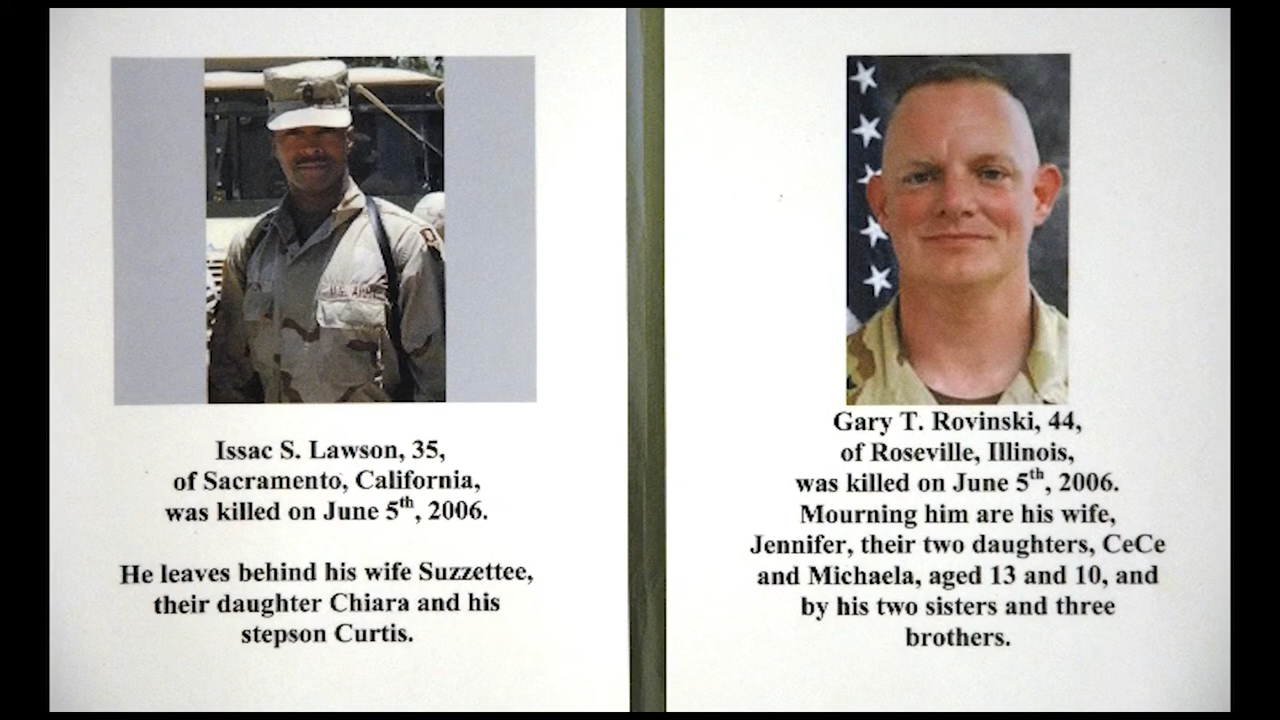 U.S. ARMY
Issac S. Lawson, 35,
of Sacramento, California,
was killed on June 5th, 2006.
He leaves behind his wife Suzzettee,
their daughter Chiara and his
stepson Curtis.
Gary T. Rovinski, 44,
of Roseville, Illinois,
was killed on June 5th, 2006.
Mourning him are his wife,
Jennifer, their two daughters, CeCe
and Michaela, aged 13 and 10, and
by his two sisters and three
brothers.